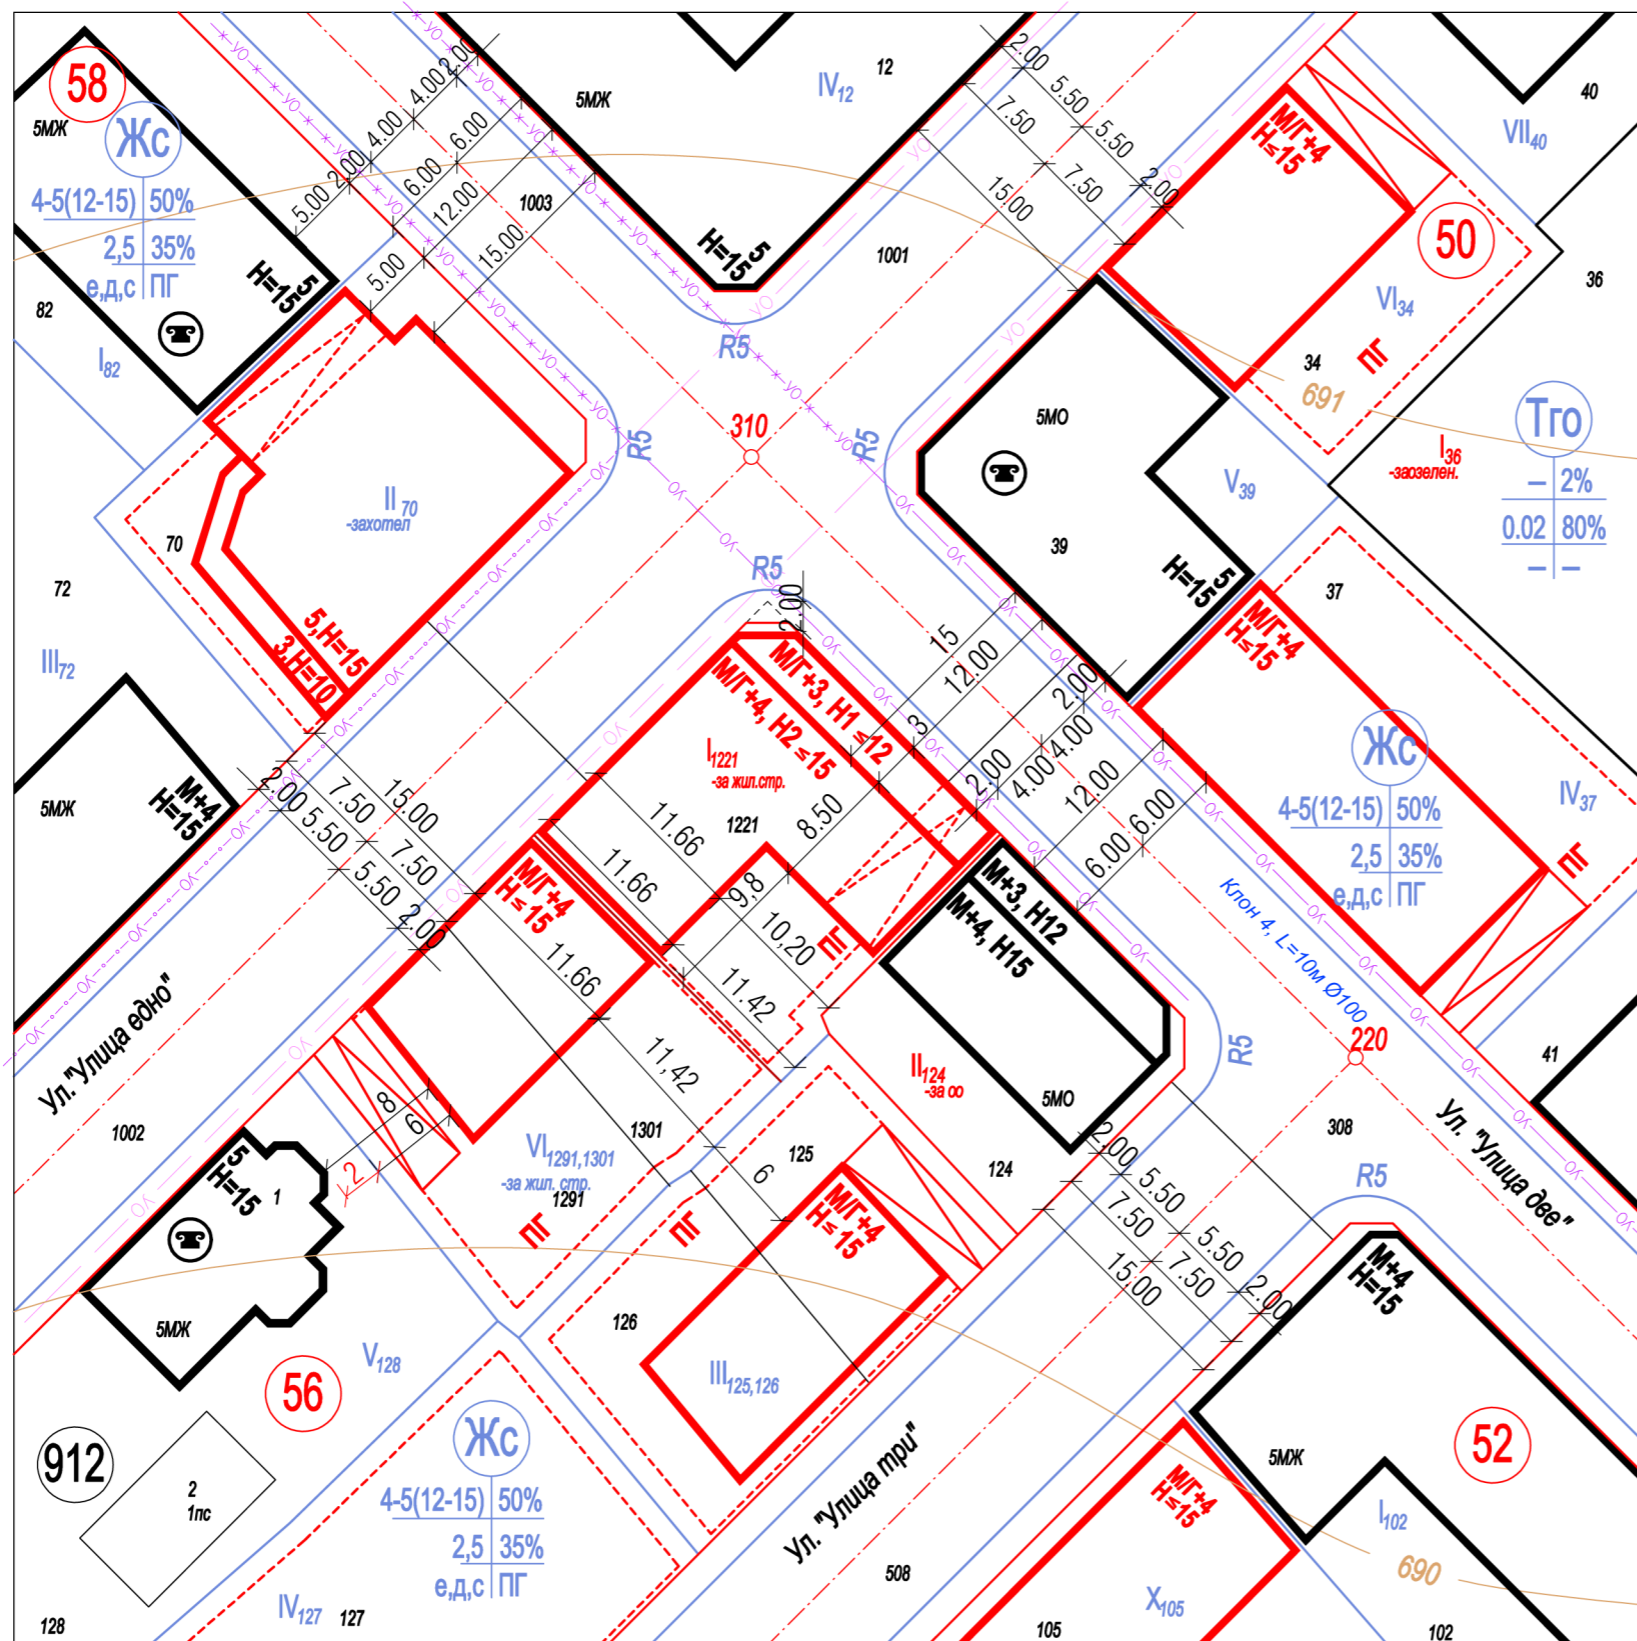 58
5МЖ
Жс
4-5(12-15) 50%
2,5 35%
е,д,с ПГ
82
I82
H=15 5
5МЖ
12
IV12
1003
H=15 5
1001
R5
2.00
4.00
4.00
2.00
5.00
6.00
6.00
12.00
15.00
5.00
2.00
5.50
5.50
2.00
7.50
7.50
15.00
М/Г+4
H≤15
50
VI34
34
ПГ
691
VII40
40
36
I36
-заозелен.
Тго
– 2%
0.02 80%
– –
310
R5
R5
R5
5МО
39
V39
H=15 5
II 70
-захотел
70
72
III72
5,H=15
3,H=10
5МЖ
М+4
H=15
2.00
М/Г+3, H1 ≤12
М/Г+4, H2 ≤15
I1221
-за жил.стр.
1221
15
12.00
3
8.50
2.00
2.00
4.00
4.00
12.00
6.00
6.00
37
М/Г+4
H≤15
Жс
4-5(12-15) 50%
2,5 35%
е,д,с ПГ
IV37
ПГ
15.00
7.50
7.50
2.00
5.50
5.50
2.00
11.66
11.66
11.66
9,8
10,20
11.42
11,42
ПГ
М/Г+4
H≤15
М+3, H12
М+4, H15
Клон 4, L=10м Ø100
220
41
Ул. "Улица едно"
1002
5
H=15
1
5МЖ
8
6
2
VI1291,1301
-за жил. стр.
1301
1291
ПГ
ПГ
6
125
124
II124
-за оо
5МО
R5
308
Ул. "Улица две"
R5
2.00
5.50
5.50
2.00
7.50
7.50
15.00
М/Г+4
H≤15
126
III125,126
V128
56
912
2
1пс
Жс
4-5(12-15) 50%
2,5 35%
е,д,с ПГ
IV127
127
128
Ул. "Улица три"
508
М+4
H=15
5МЖ
52
I102
690
М/Г+4
H≤15
X105
105
102
УО